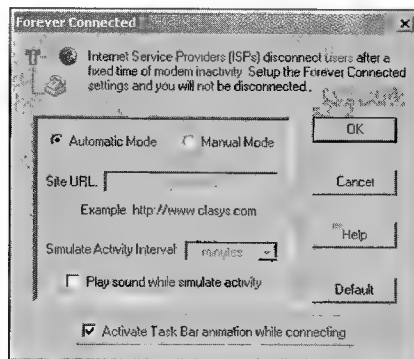 Forever Connected
Internet Service Providers (ISPs) disconnect users after a
fixed time of modem inactivity. Setup the Forever Connected
settings and you will not be disconnected.
Automatic Mode
Manual Mode
OK
Site URL.
Cancel
Example http://www clasys com
Help
Simulate Activity Interval:
minutes
Play sound while simulate activity
Default
Activate Task Bar animation while connecting